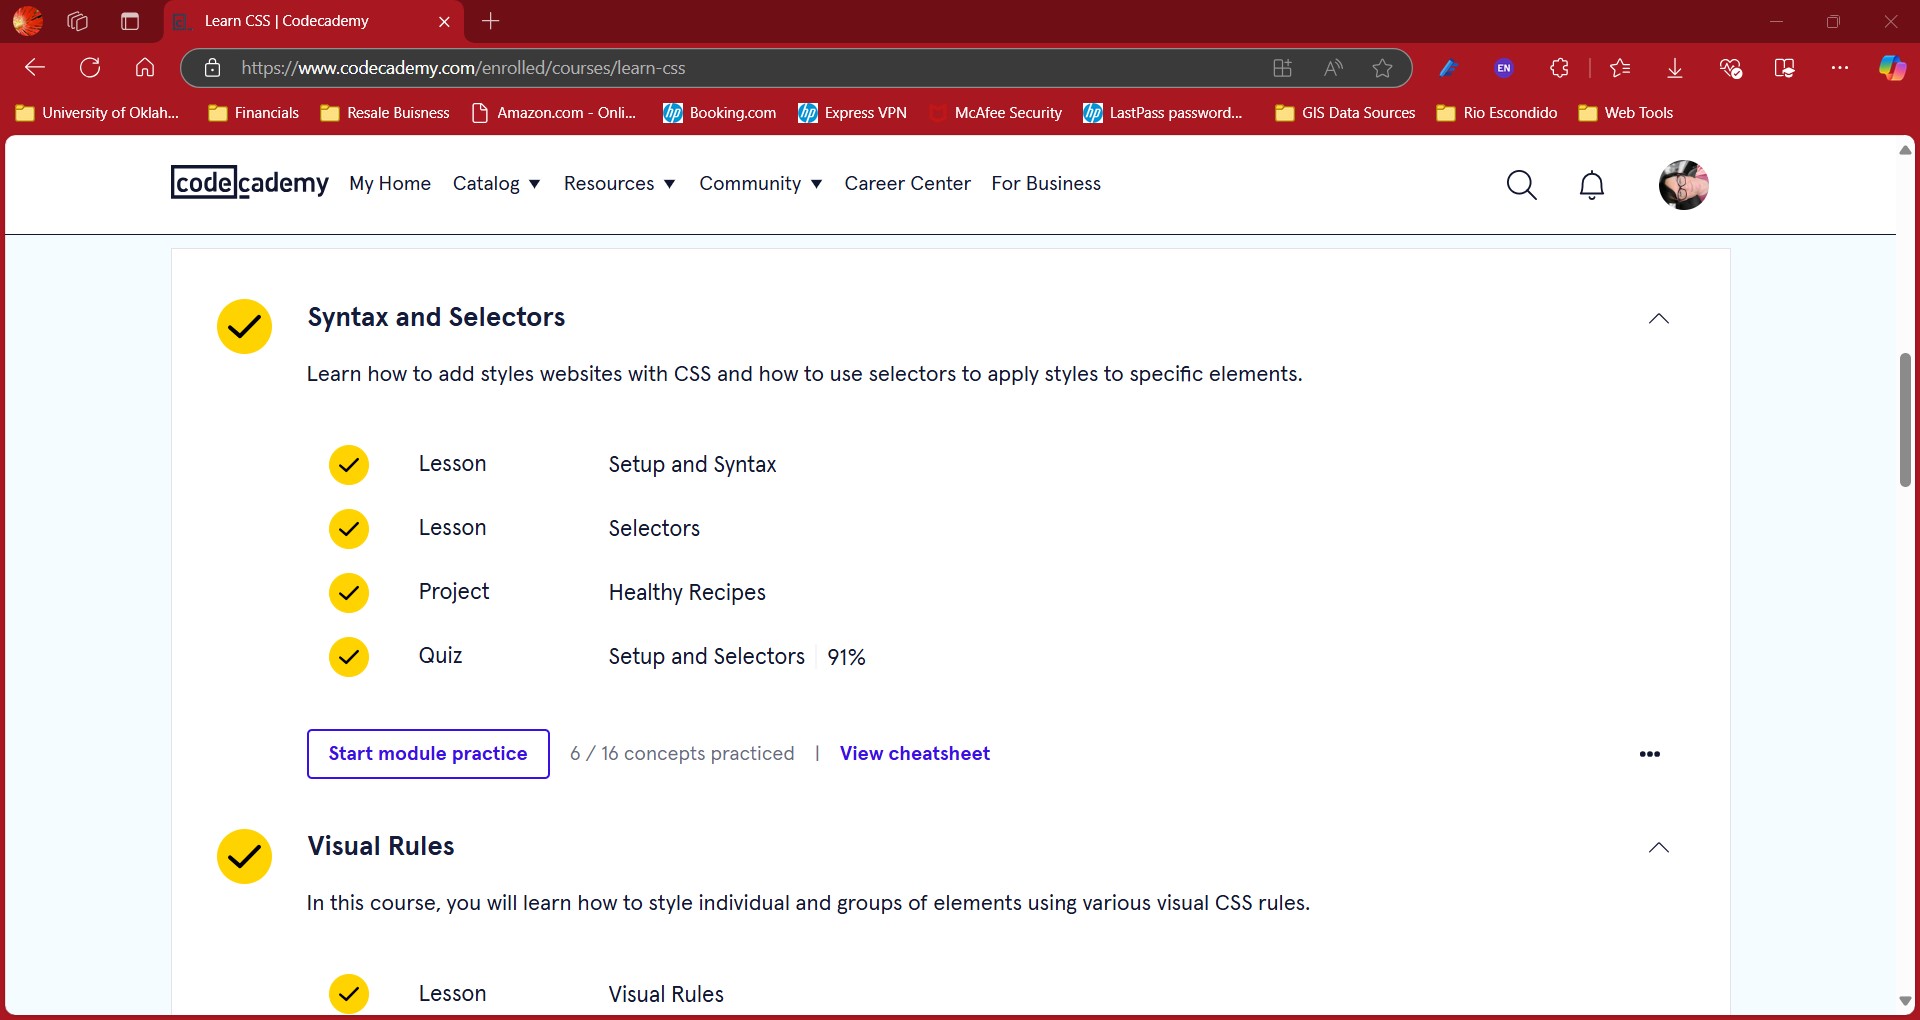 Learn CSS | Codecademy
https://www.codecademy.com/enrolled/courses/learn-css
EN
University of Oklah...
Financials
Resale Buisness
Amazon.com - Onli...
Booking.com
Express VPN
McAfee Security
LastPass password...
GIS Data Sources
Rio Escondido
Web Tools
codecademy
My Home
Catalog
Resources
Community
Career Center
For Business
Syntax and Selectors
Learn how to add styles websites with CSS and how to use selectors to apply styles to specific elements.
Lesson Setup and Syntax
Lesson Selectors
Project Healthy Recipes
Quiz Setup and Selectors 91%
Start module practice 6 / 16 concepts practiced | View cheatsheet
Visual Rules
In this course, you will learn how to style individual and groups of elements using various visual CSS rules.
Lesson Visual Rules